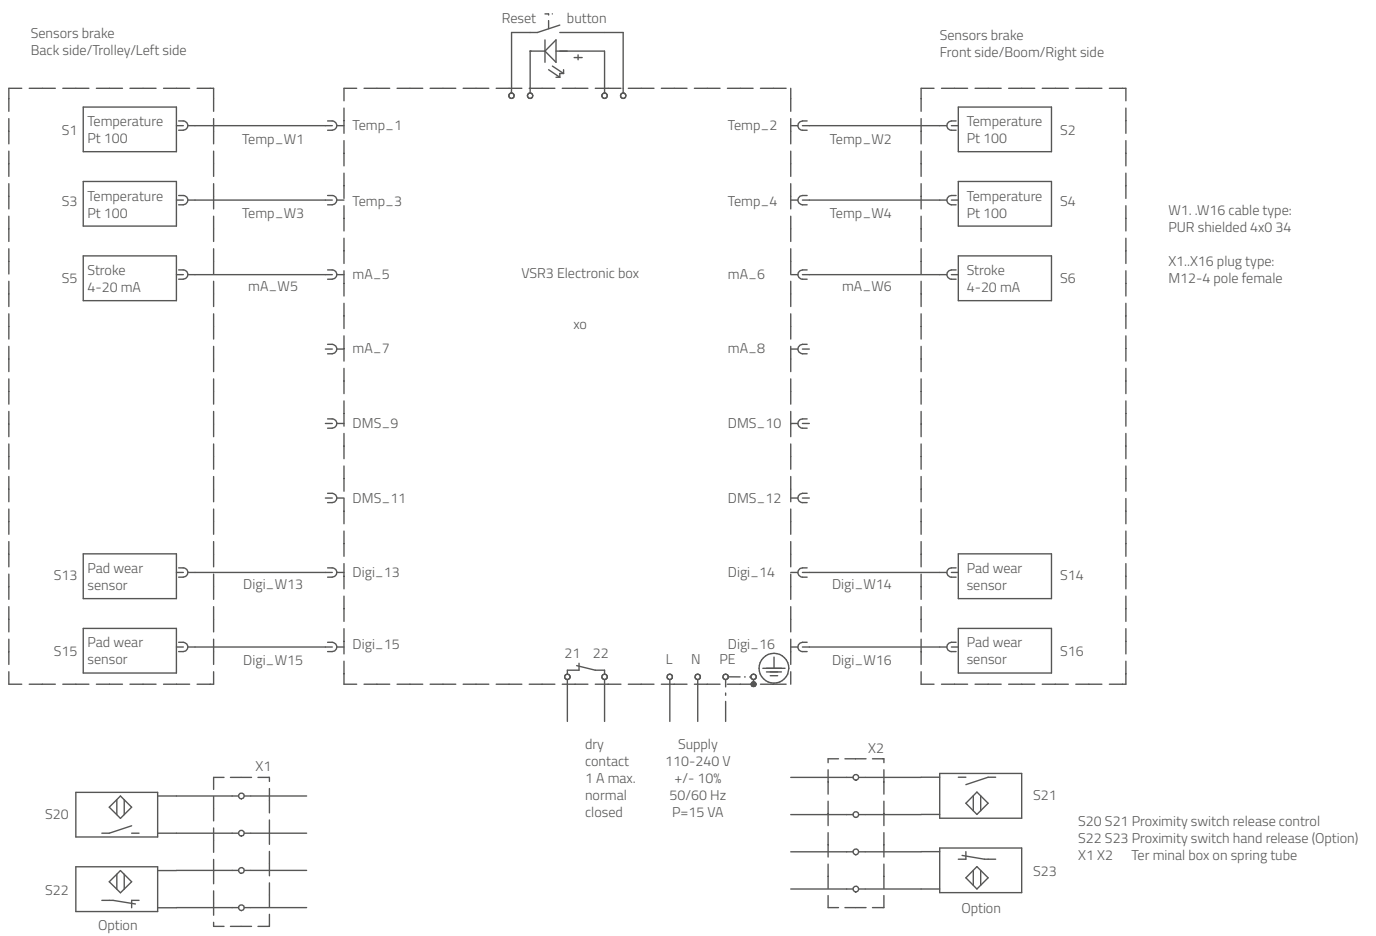 Reset button
Sensors brake
Back side/Trolley/Left side
Sensors brake
Front side/Boom/Right side
+
S1
Temperature
Pt 100
Temp_W1
Temp_1
Temp_2
Temp_W2
Temperature
Pt 100
S2
S3
Temperature
Pt 100
Temp_W3
Temp_3
Temp_4
Temp_W4
Temperature
Pt 100
S4
W1. .W16 cable type:
PUR shielded 4x0 34
X1..X16 plug type:
M12-4 pole female
S5
Stroke
4-20 mA
mA_W5
mA_5
VSR3 Electronic box
xo
mA_6
mA_W6
Stroke
4-20 mA
S6
mA_7
mA_8
DMS_9
DMS_10
DMS_11
DMS_12
S13
Pad wear
sensor
Digi_W13
Digi_13
Digi_14
Digi_W14
Pad wear
sensor
S14
S15
Pad wear
sensor
Digi_W15
Digi_15
Digi_16
Digi_W16
Pad wear
sensor
S16
21 22
L N PE
dry
contact
1 A max.
normal
closed
Supply
110-240 V
+/- 10%
50/60 Hz
P=15 VA
X1
S20
S22
Option
X2
S21
S23
Option
S20 S21 Proximity switch release control
S22 S23 Proximity switch hand release (Option)
X1 X2 Ter minal box on spring tube